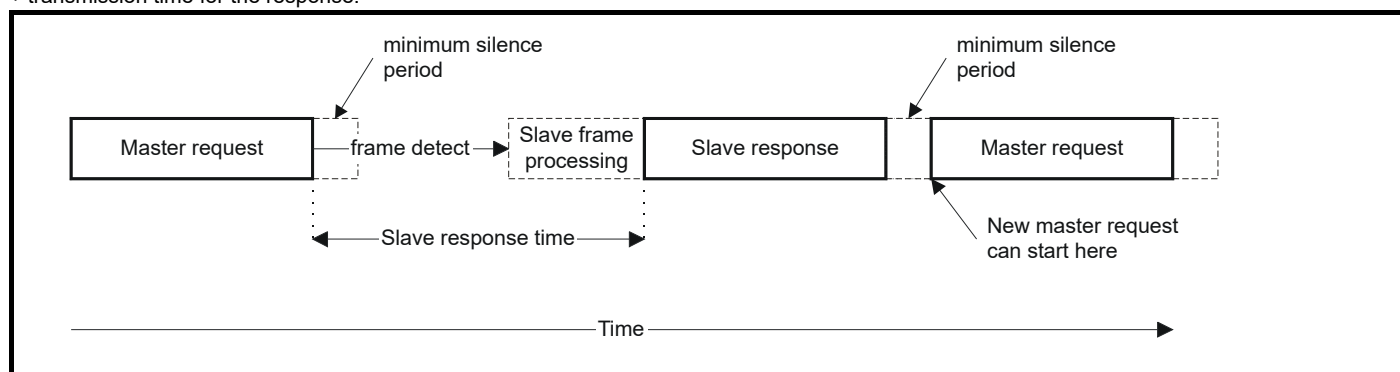 + transmission time for the response.
minimum silence
period
minimum silence
period
Master request
frame detect
Slave frame
processing
Slave response
Master request
Slave response time
New master request
can start here
Time